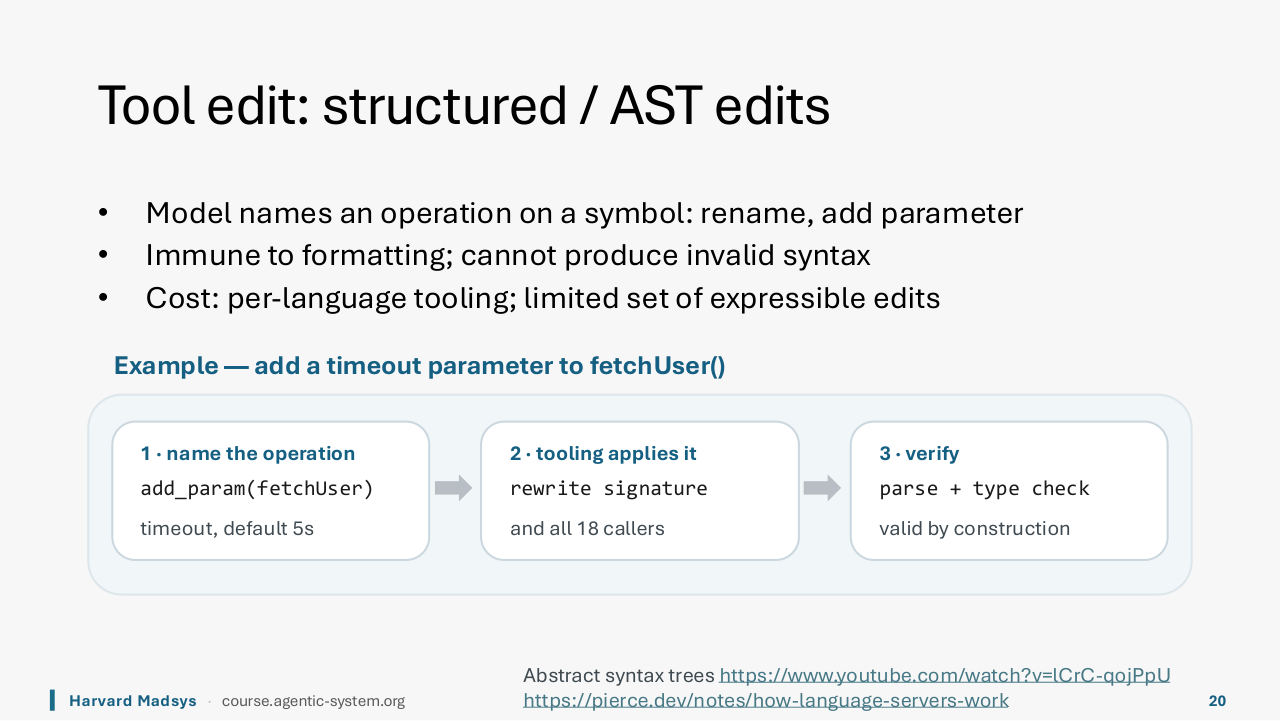 Tool edit: structured / AST edits
• Model names an operation on a symbol: rename, add parameter
• Immune to formatting; cannot produce invalid syntax
• Cost: per-language tooling; limited set of expressible edits
Example — add a timeout parameter to fetchUser()
1 · name the operation
add_param(fetchUser)
timeout, default 5s
2 · tooling applies it
rewrite signature
and all 18 callers
3 · verify
parse + type check
valid by construction
Abstract syntax trees https://www.youtube.com/watch?v=lCrC-qojPpU
https://pierce.dev/notes/how-language-servers-work
Harvard Madsys · course.agentic-system.org
20